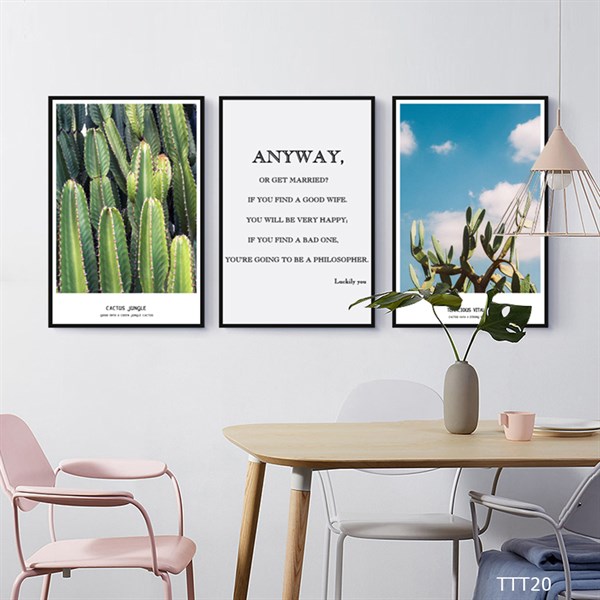 ANYWAY,
OR GET MARRIED?
IF YOU FIND A GOOD WIFE.
YOU WILL BE VERY HAPPY;
IF YOU FIND A BAD ONE,
YOU'RE GOING TO BE A PHILOSOPHER.
Luckily you
CACTUS JUNGLE
TTT20